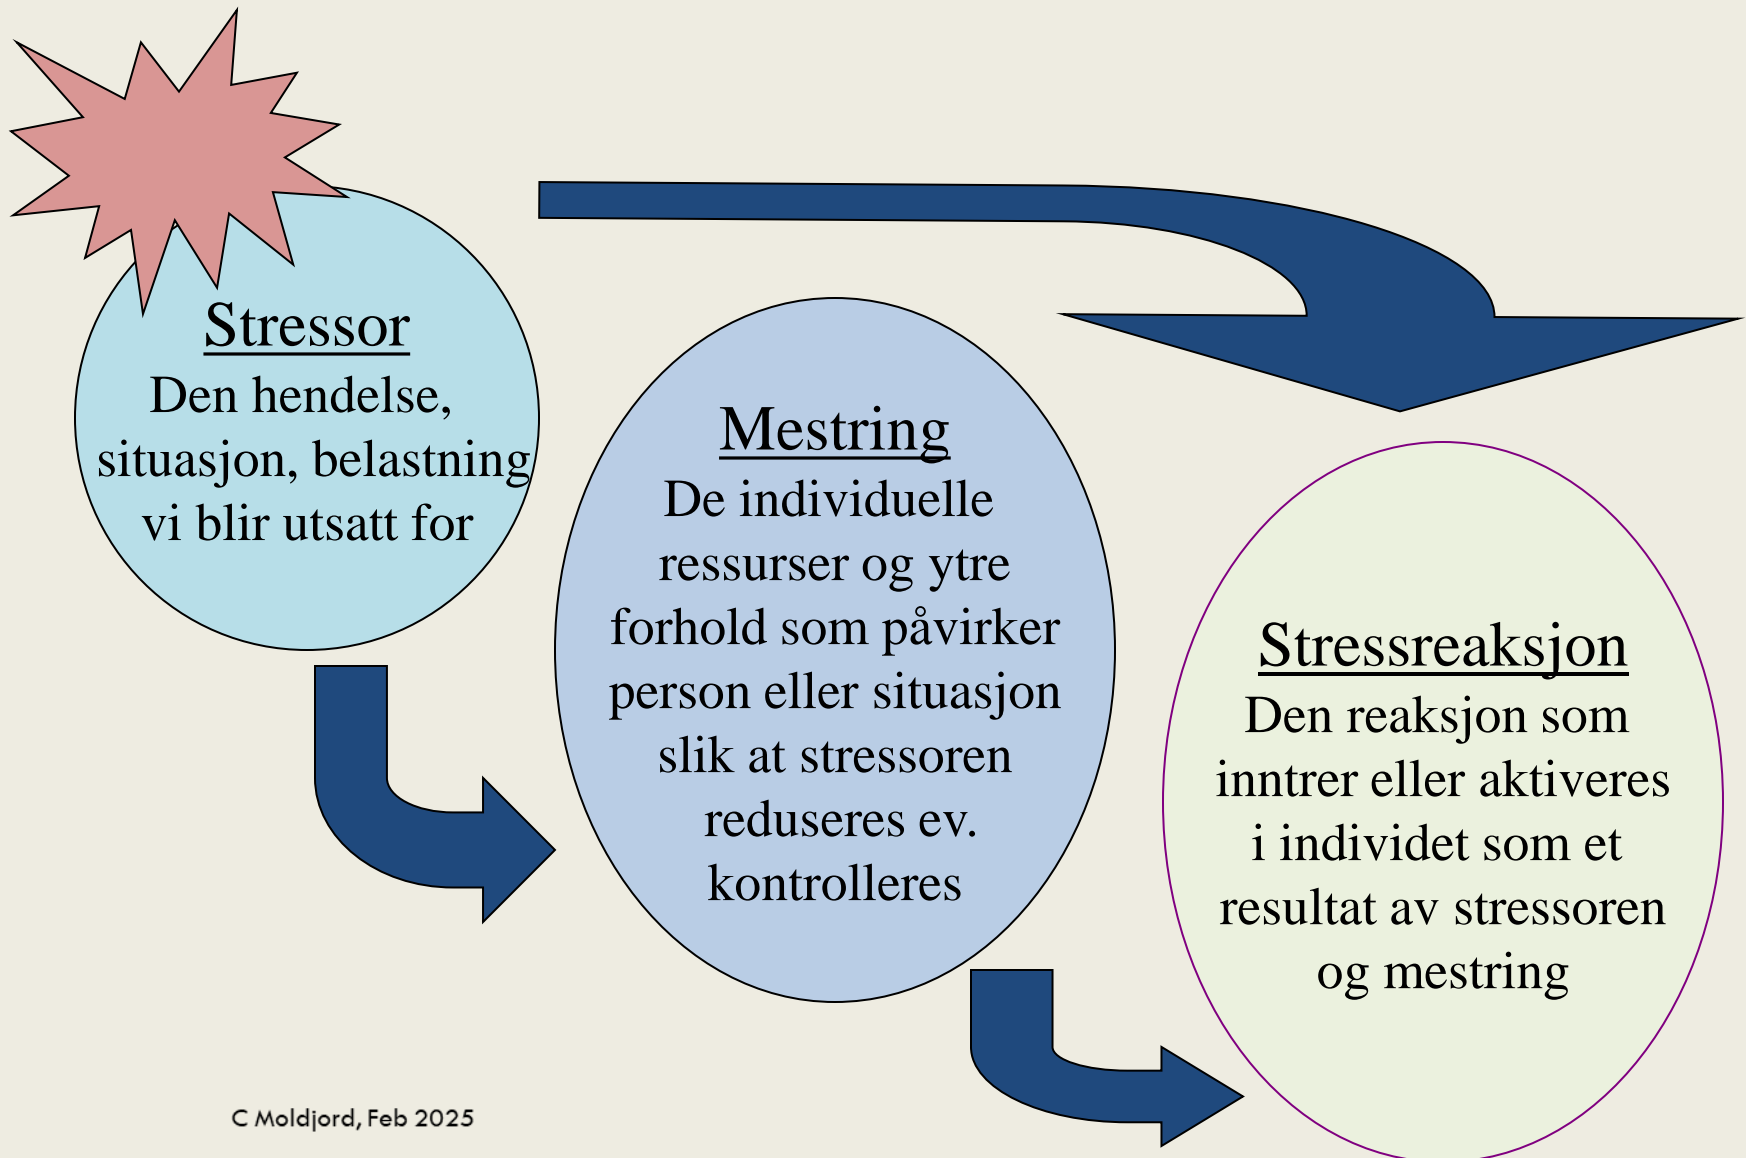 Stressor
Den hendelse,
situasjon, belastning
vi blir utsatt for
Mestring
De individuelle
ressurser og ytre
forhold som påvirker
person eller situasjon
slik at stressoren
reduseres ev.
kontrolleres
Stressreaksjon
Den reaksjon som
inntrer eller aktiveres
i individet som et
resultat av stressoren
og mestring
C Moldjord, Feb 2025